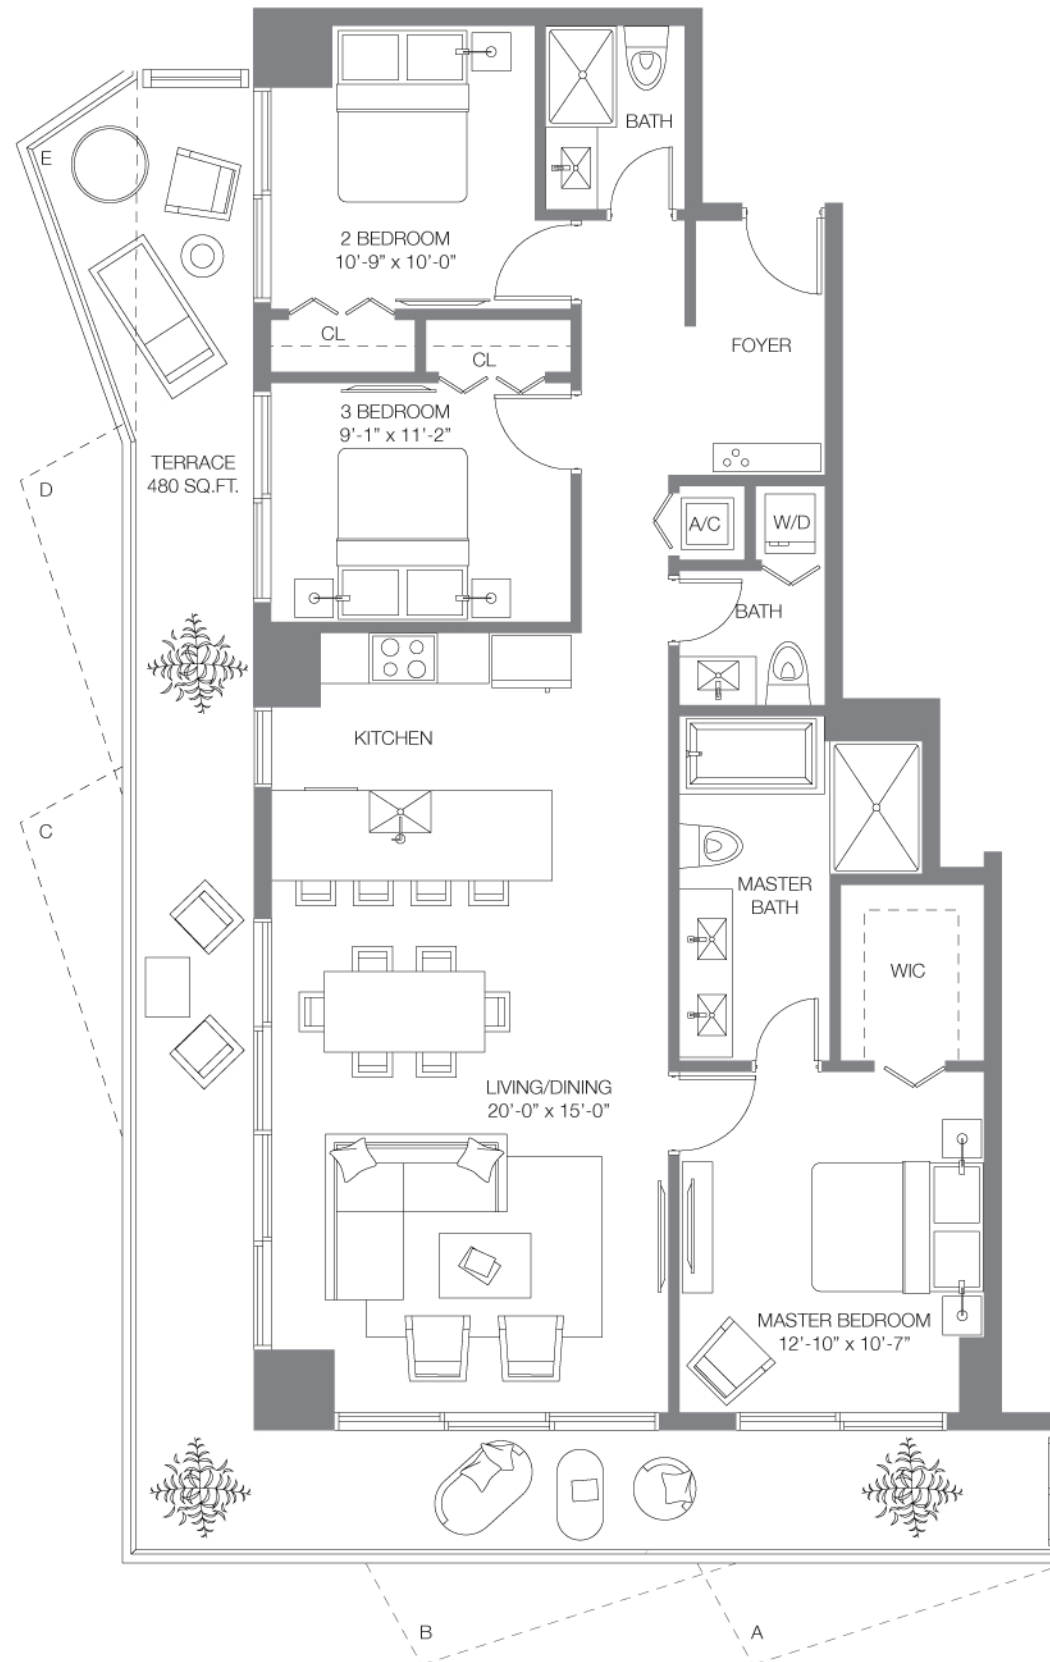 BATH
E
2 BEDROOM
10'-9” x 10'-0”
CL
FOYER
CL
3 BEDROOM
9'-1” x 11'-2”
TERRACE
480 SQ.FT.
D
A/C
W/D
BATH
KITCHEN
C
MASTER
BATH
WIC
LIVING/DINING
20'-0” x 15'-0”
MASTER BEDROOM
12'-10” x 10'-7”
B
A